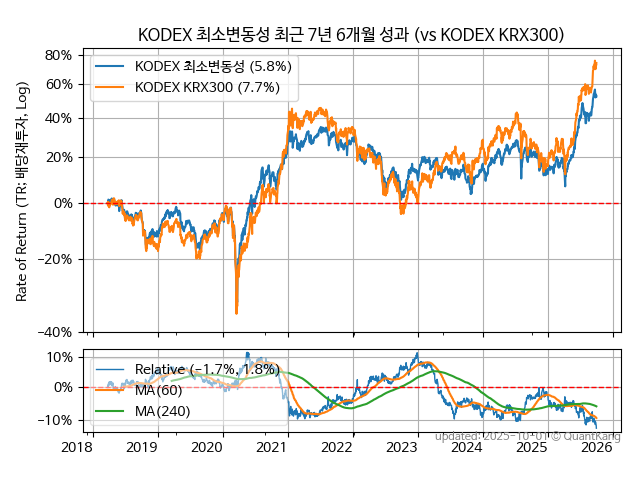 KODEX 최소변동성 최근 7년 6개월 성과 (vs KODEX KRX300)
Rate of Return (TR: 배당재투자, Log)
80%
60%
40%
20%
0%
−20%
−40%
KODEX 최소변동성 (5.8%)
KODEX KRX300 (7.7%)
10%
0%
−10%
Relative (−1.7%, 1.8%)
MA(60)
MA(240)
2018 2019 2020 2021 2022 2023 2024 2025 2026
updated: 2025-10-01 © QuantKang